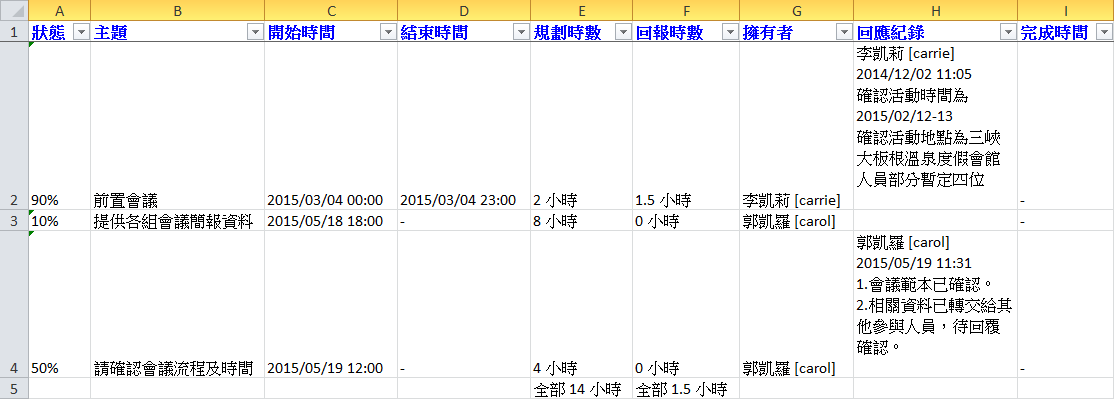 A B C D E F G H I
1 狀態 主題 開始時間 結束時間 規劃時數 回報時數 擁有者 回應紀錄 完成時間
李凱莉 [carrie]
2014/12/02 11:05
確認活動時間為
2015/02/12-13
確認活動地點為三峽
大板根溫泉度假會館
人員部分暫定四位
2 90% 前置會議 2015/03/04 00:00 2015/03/04 23:00 2 小時 1.5 小時 李凱莉 [carrie] -
3 10% 提供各組會議簡報資料 2015/05/18 18:00 - 8 小時 0 小時 郭凱羅 [carol] -
郭凱羅 [carol]
2015/05/19 11:31
1.會議範本已確認。
2.相關資料已轉交給其
他參與人員，待回覆
確認。
4 50% 請確認會議流程及時間 2015/05/19 12:00 - 4 小時 0 小時 郭凱羅 [carol] -
5 全部 14 小時 全部 1.5 小時